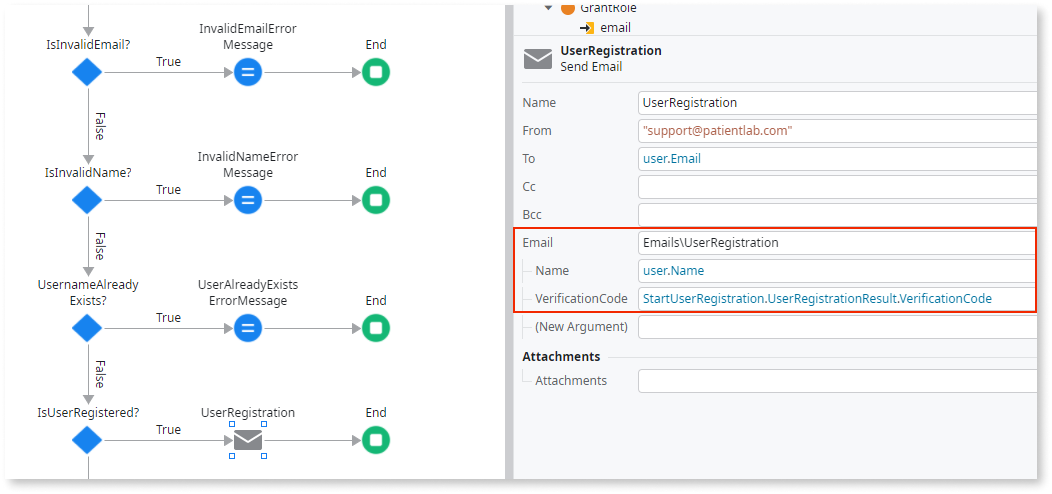 IsInvalidEmail?
True
InvalidEmailError
Message
End
False
IsInvalidName?
True
InvalidNameError
Message
End
False
UsernameAlready
Exists?
True
UserAlreadyExists
ErrorMessage
End
False
IsUserRegistered?
True
UserRegistration
End
GrantRole
email
UserRegistration
Send Email
Name UserRegistration
From "support@patientlab.com"
To user.Email
Cc
Bcc
Email Emails\UserRegistration
Name user.Name
VerificationCode StartUserRegistration.UserRegistrationResult.VerificationCode
(New Argument)
Attachments
Attachments